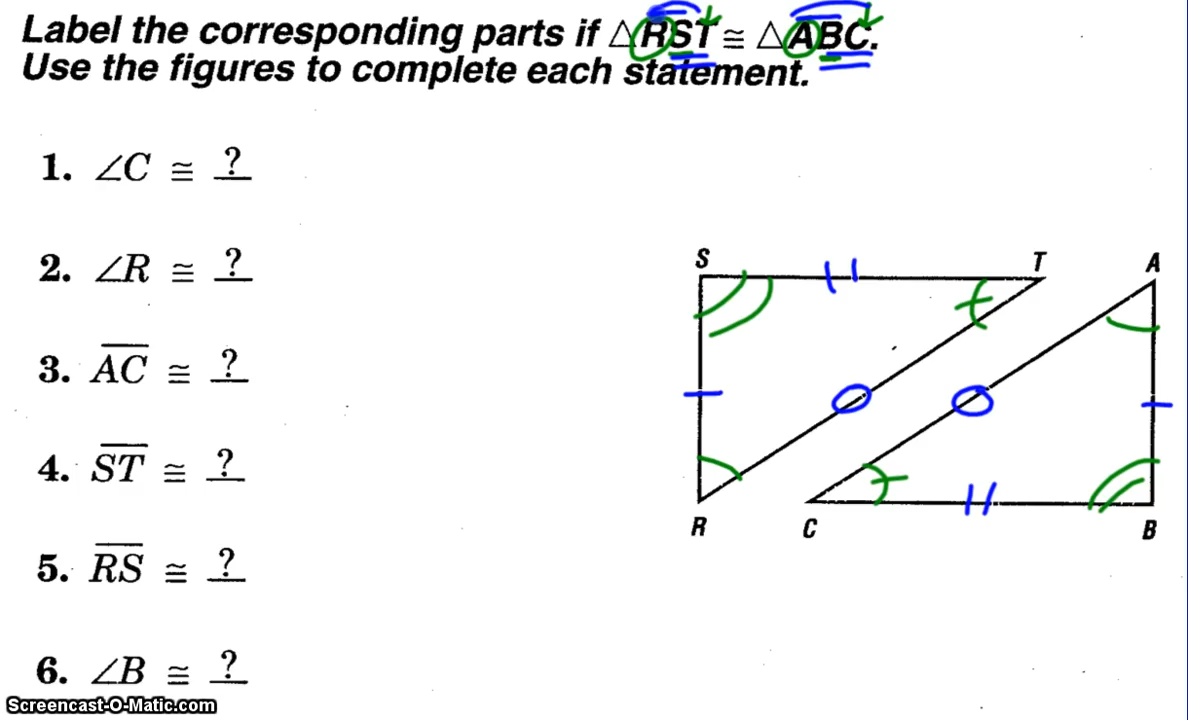 Label the corresponding parts if △RST ≅ △ABC.
Use the figures to complete each statement.
1. ∠C ≅ ?
2. ∠R ≅ ?
3. AC ≅ ?
4. ST ≅ ?
5. RS ≅ ?
6. ∠B ≅ ?
S T A
R C B
Screencast-O-Matic.com